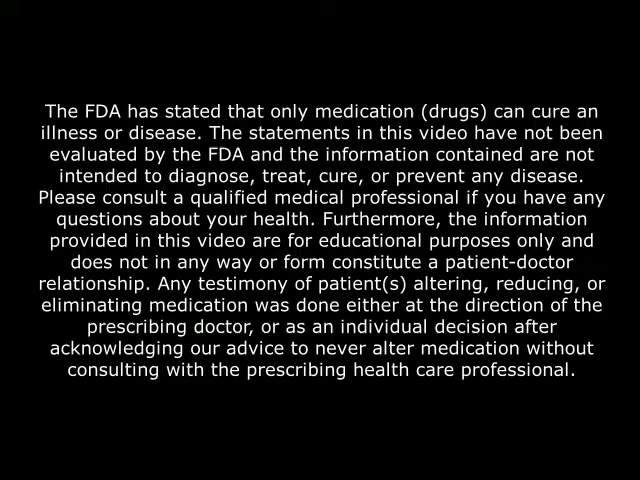 The FDA has stated that only medication (drugs) can cure an
illness or disease. The statements in this video have not been
evaluated by the FDA and the information contained are not
intended to diagnose, treat, cure, or prevent any disease.
Please consult a qualified medical professional if you have any
questions about your health. Furthermore, the information
provided in this video are for educational purposes only and
does not in any way or form constitute a patient-doctor
relationship. Any testimony of patient(s) altering, reducing, or
eliminating medication was done either at the direction of the
prescribing doctor, or as an individual decision after
acknowledging our advice to never alter medication without
consulting with the prescribing health care professional.